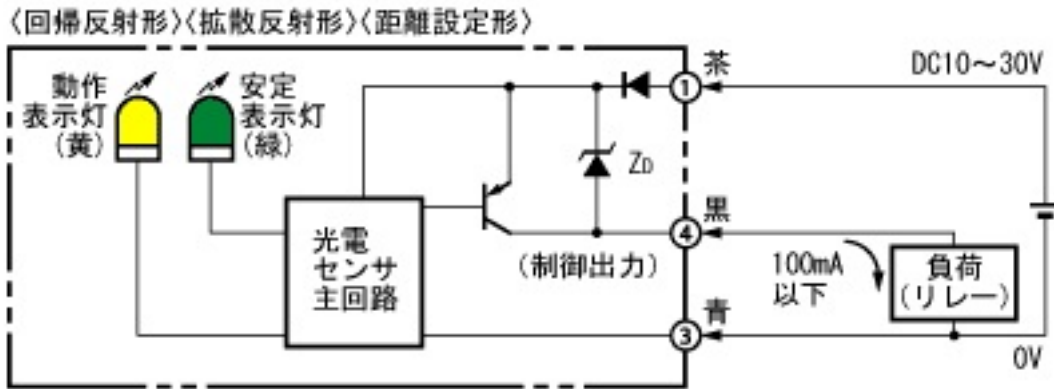 〈回帰反射形〉〈拡散反射形〉〈距離設定形〉
動作
表示灯
(黄)
安定
表示灯
(緑)
光電
センサ
主回路
ZD
(制御出力)
①
茶
DC10～30V
④
黒
100mA
以下
負荷
(リレー)
③
青
0V